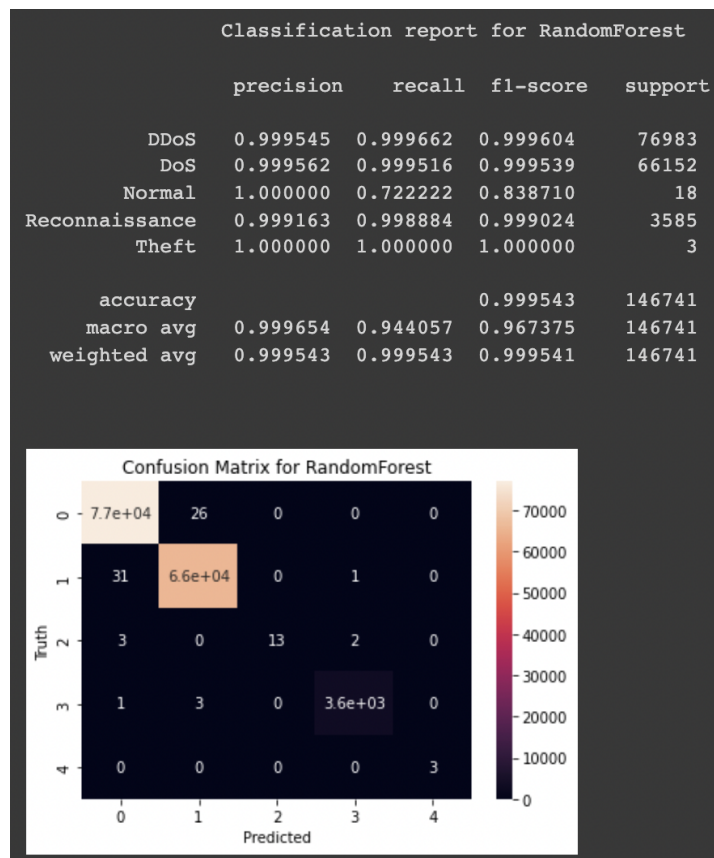 Classification report for RandomForest
precision recall f1-score support
DDoS 0.999545 0.999662 0.999604 76983
DoS 0.999562 0.999516 0.999539 66152
Normal 1.000000 0.722222 0.838710 18
Reconnaissance 0.999163 0.998884 0.999024 3585
Theft 1.000000 1.000000 1.000000 3
accuracy 0.999543 146741
macro avg 0.999654 0.944057 0.967375 146741
weighted avg 0.999543 0.999543 0.999541 146741
Confusion Matrix for RandomForest
0 7.7e+04 26 0 0 0
1 31 6.6e+04 0 1 0
2 3 0 13 2 0
3 1 3 0 3.6e+03 0
4 0 0 0 0 3
0 1 2 3 4
Predicted
Truth
70000
60000
50000
40000
30000
20000
10000
0